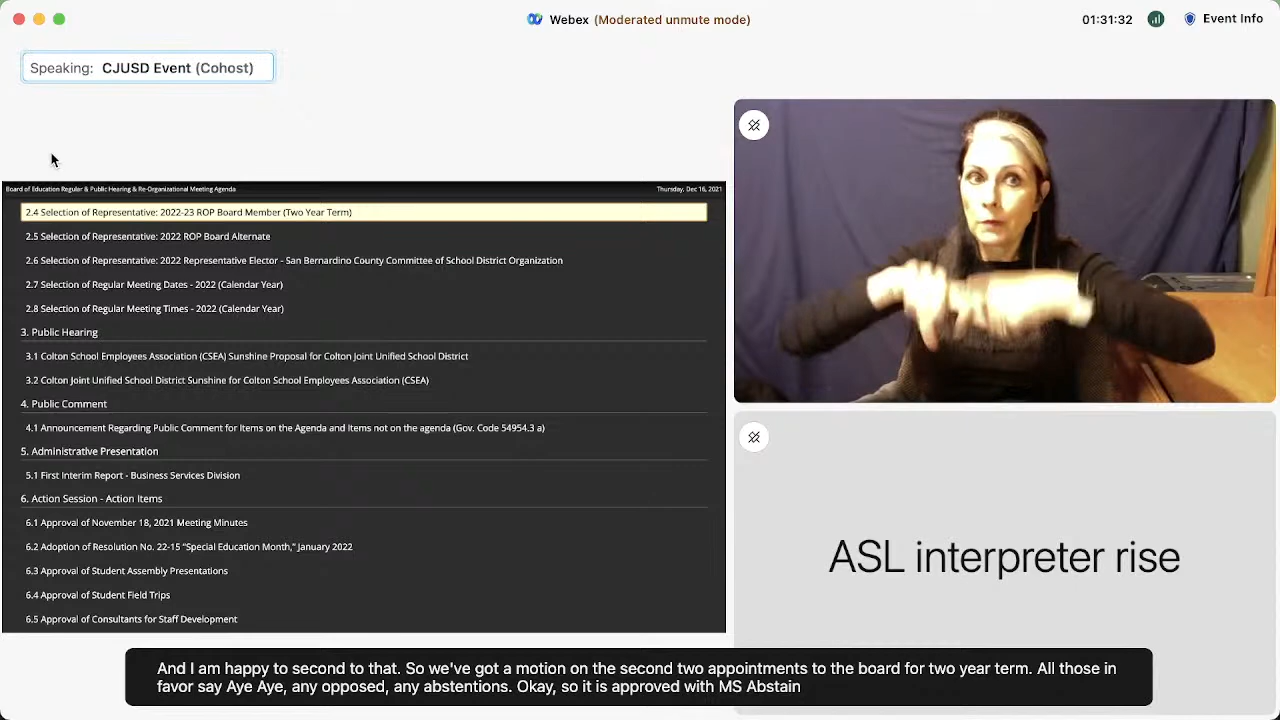 Webex (Moderated unmute mode)
01:31:32
Event Info
Speaking: CJUSD Event (Cohost)
Board of Education Regular & Public Hearing & Re-Organizational Meeting Agenda
Thursday, Dec 16, 2021
2.4 Selection of Representative: 2022-23 ROP Board Member (Two Year Term)
2.5 Selection of Representative: 2022 ROP Board Alternate
2.6 Selection of Representative: 2022 Representative Elector - San Bernardino County Committee of School District Organization
2.7 Selection of Regular Meeting Dates - 2022 (Calendar Year)
2.8 Selection of Regular Meeting Times - 2022 (Calendar Year)
3. Public Hearing
3.1 Colton School Employees Association (CSEA) Sunshine Proposal for Colton Joint Unified School District
3.2 Colton Joint Unified School District Sunshine for Colton School Employees Association (CSEA)
4. Public Comment
4.1 Announcement Regarding Public Comment for Items on the Agenda and Items not on the agenda (Gov. Code 54954.3 a)
5. Administrative Presentation
5.1 First Interim Report - Business Services Division
6. Action Session - Action Items
6.1 Approval of November 18, 2021 Meeting Minutes
6.2 Adoption of Resolution No. 22-15 “Special Education Month,” January 2022
6.3 Approval of Student Assembly Presentations
6.4 Approval of Student Field Trips
6.5 Approval of Consultants for Staff Development
ASL interpreter rise
And I am happy to second to that. So we've got a motion on the second two appointments to the board for two year term. All those in
favor say Aye Aye, any opposed, any abstentions. Okay, so it is approved with MS Abstain